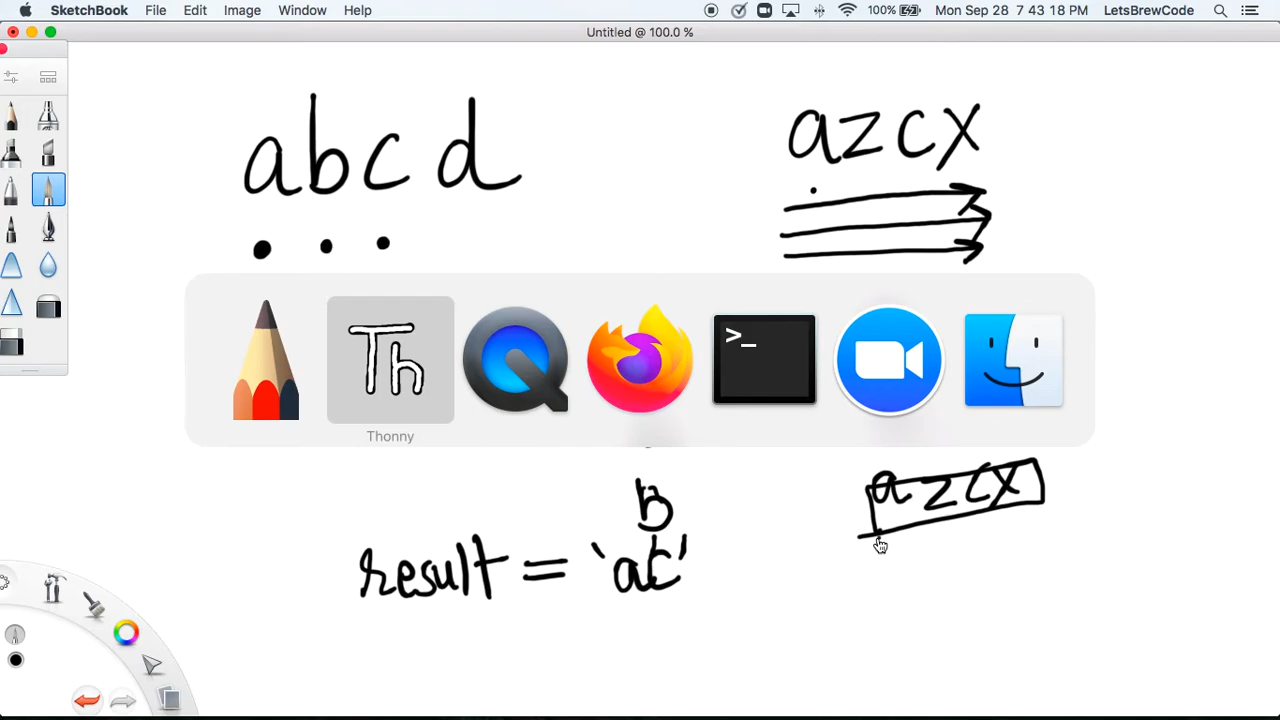 SketchBook File Edit Image Window Help 100% Mon Sep 28 7 43 18 PM LetsBrewCode
Untitled @ 100.0 %
abcd azcx
Th
>_
Thonny
azcx
B
result = 'ac'